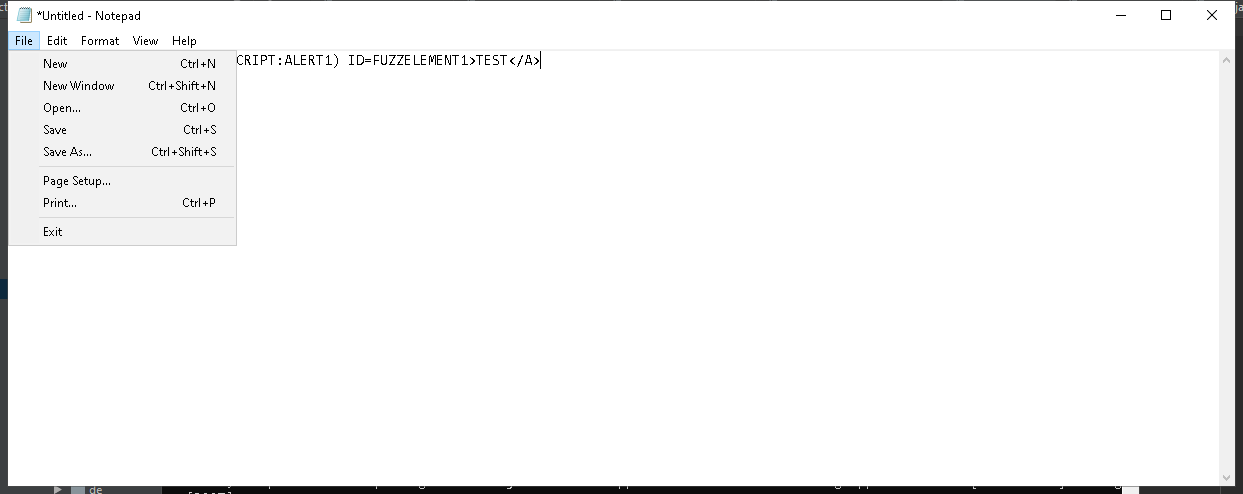 *Untitled - Notepad
File Edit Format View Help
CRIPT:ALERT1) ID=FUZZELEMENT1>TEST</A>
New Ctrl+N
New Window Ctrl+Shift+N
Open... Ctrl+O
Save Ctrl+S
Save As... Ctrl+Shift+S
Page Setup...
Print... Ctrl+P
Exit
de